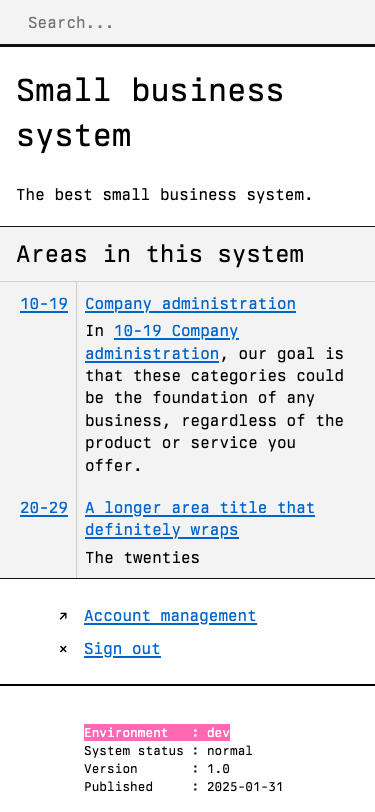 Search...
Small business
system
The best small business system.
Areas in this system
10-19 Company administration
In 10-19 Company
administration, our goal is
that these categories could
be the foundation of any
business, regardless of the
product or service you
offer.
20-29 A longer area title that
definitely wraps
The twenties
↗ Account management
× Sign out
Environment : dev
System status : normal
Version : 1.0
Published : 2025-01-31